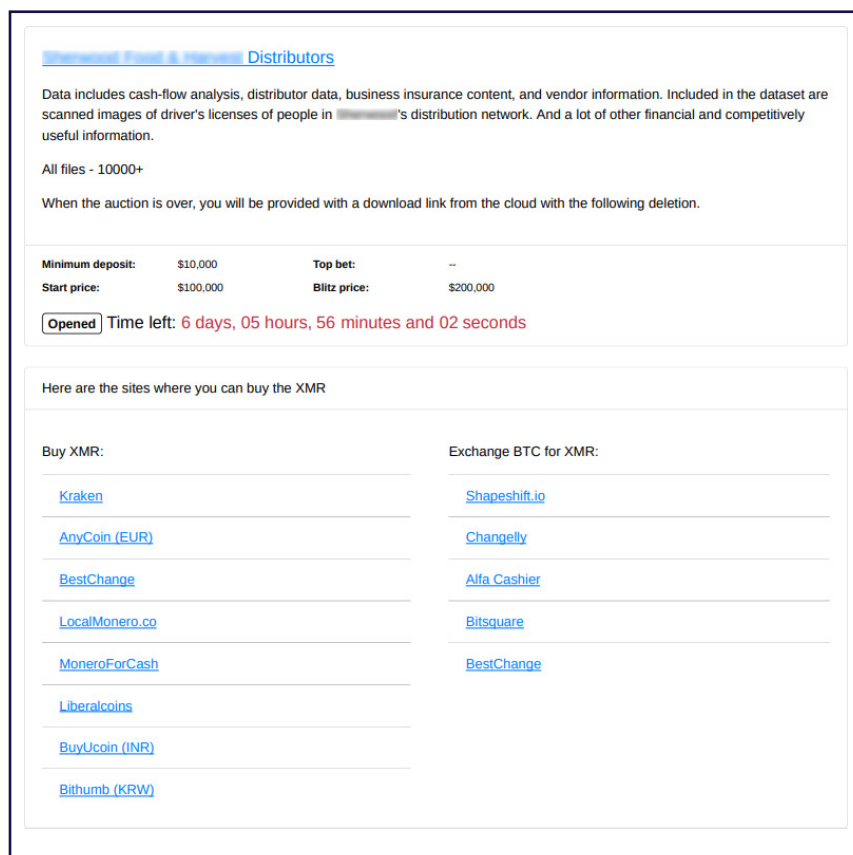 Distributors
Data includes cash-flow analysis, distributor data, business insurance content, and vendor information. Included in the dataset are
scanned images of driver's licenses of people in 's distribution network. And a lot of other financial and competitively
useful information.
All files - 10000+
When the auction is over, you will be provided with a download link from the cloud with the following deletion.
Minimum deposit: $10,000 Top bet: --
Start price: $100,000 Blitz price: $200,000
Opened Time left: 6 days, 05 hours, 56 minutes and 02 seconds
Here are the sites where you can buy the XMR
Buy XMR: Exchange BTC for XMR:
Kraken Shapeshift.io
AnyCoin (EUR) Changelly
BestChange Alfa Cashier
LocalMonero.co Bitsquare
MoneroForCash BestChange
Liberalcoins
BuyUcoin (INR)
Bithumb (KRW)